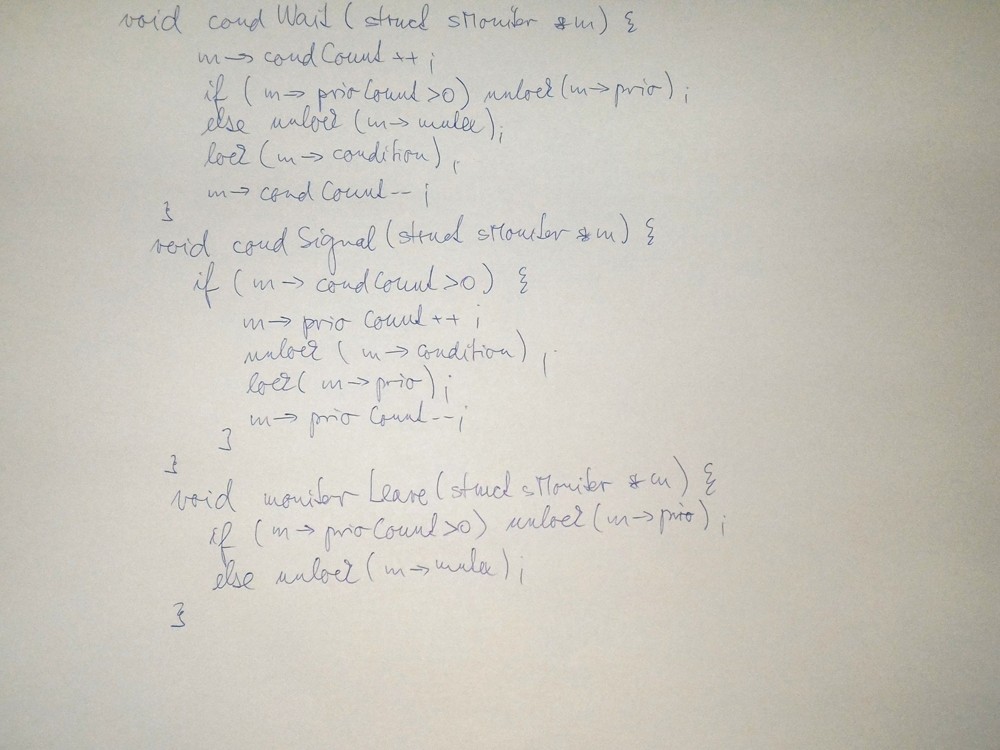 void condWait(struct sMonitor *m) {
m->condCount++;
if (m->prioCount>0) unlock(m->prio);
else unlock(m->mutex);
lock(m->condition);
m->condCount--;
}
void condSignal(struct sMonitor *m) {
if (m->condCount>0) {
m->prioCount++;
unlock(m->condition);
lock(m->prio);
m->prioCount--;
}
}
void monitorLeave(struct sMonitor *m) {
if (m->prioCount>0) unlock(m->prio);
else unlock(m->mutex);
}